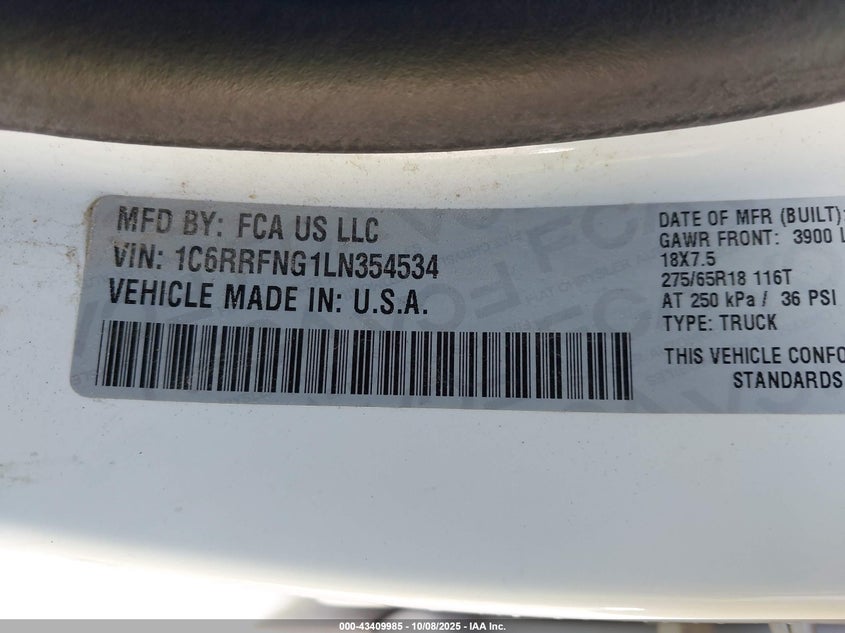 MFD BY: FCA US LLC
VIN: 1C6RRFNG1LN354534
VEHICLE MADE IN: U.S.A.
DATE OF MFR (BUILT)
GAWR FRONT: 3900 L
18X7.5
275/65R18 116T
AT 250 kPa / 36 PSI
TYPE: TRUCK
THIS VEHICLE CONFO
STANDARDS
000-43409985 - 10/08/2025 - IAA Inc.